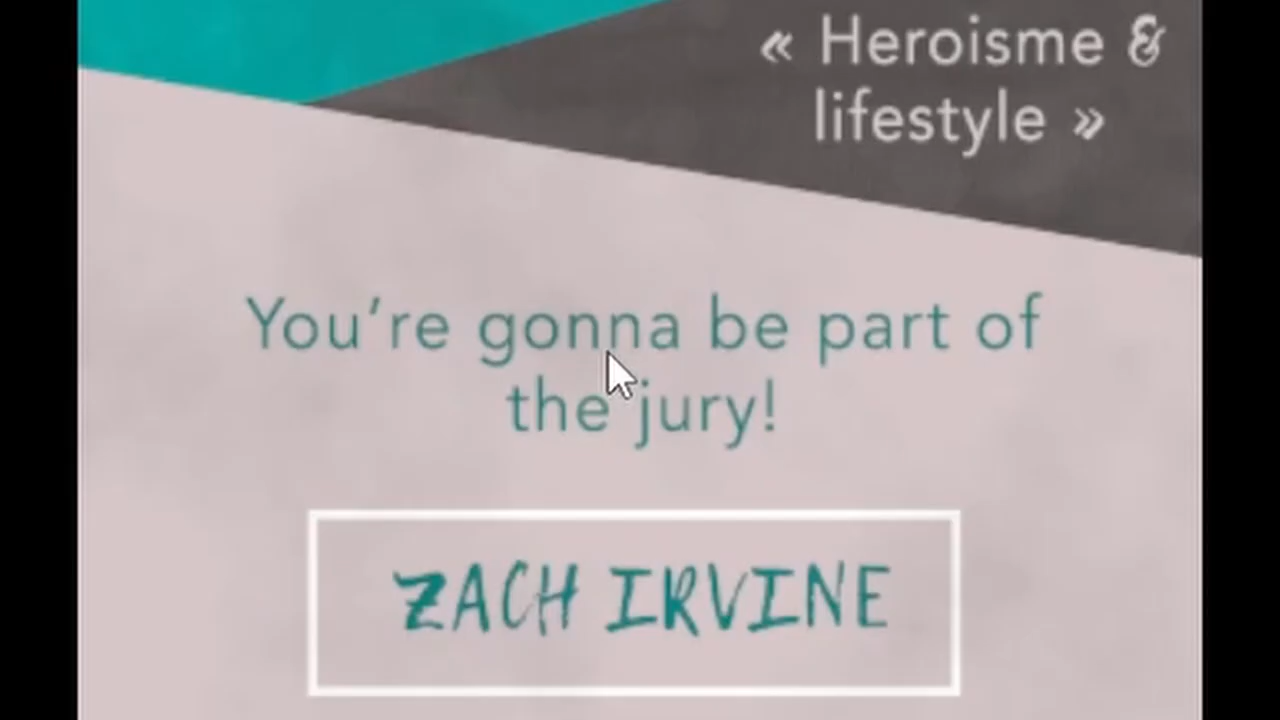 « Heroisme &
lifestyle »
You’re gonna be part of
the jury!
ZACH IRVINE